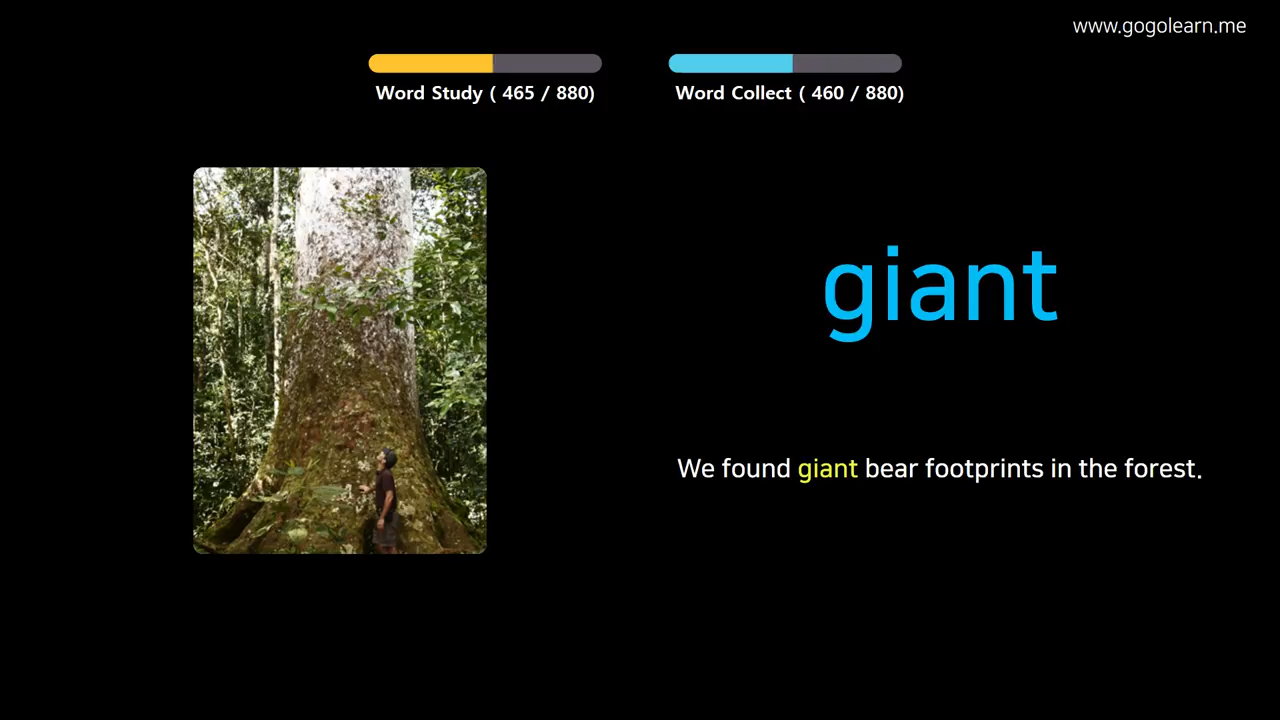 www.gogolearn.me
Word Study ( 465 / 880)
Word Collect ( 460 / 880)
giant
We found giant bear footprints in the forest.